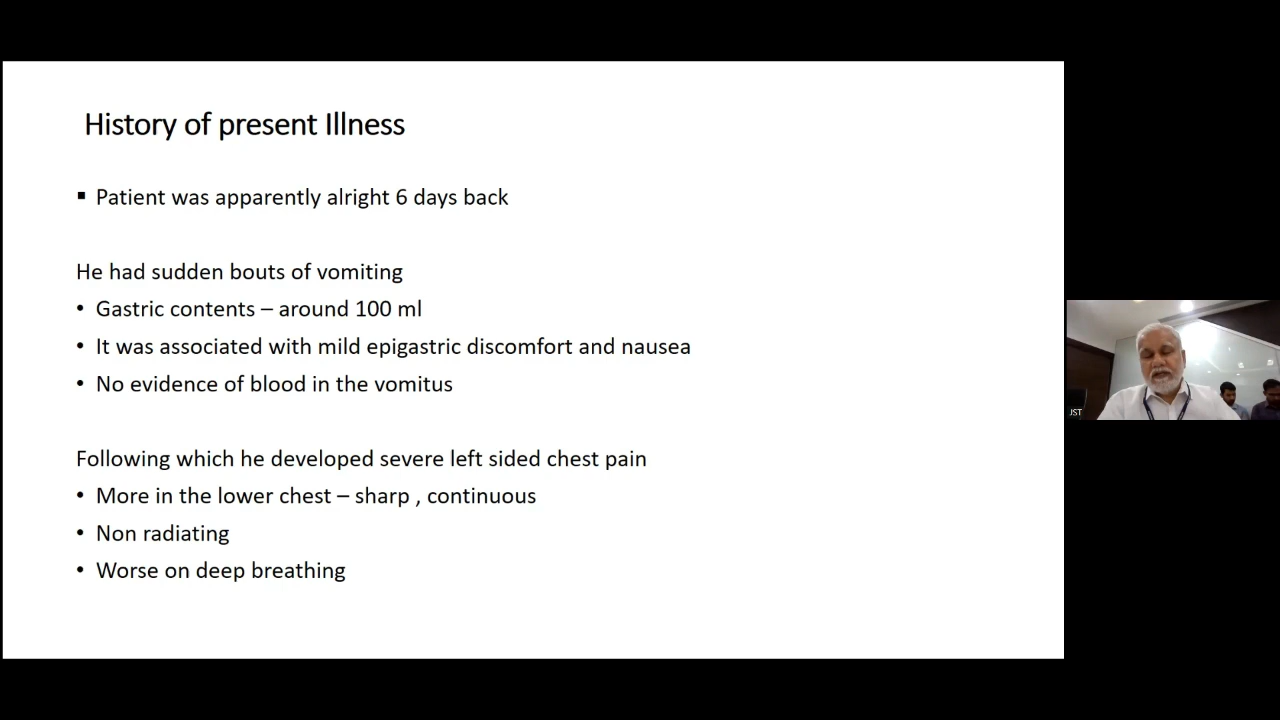 History of present Illness
▪ Patient was apparently alright 6 days back
He had sudden bouts of vomiting
• Gastric contents – around 100 ml
• It was associated with mild epigastric discomfort and nausea
• No evidence of blood in the vomitus
Following which he developed severe left sided chest pain
• More in the lower chest – sharp , continuous
• Non radiating
• Worse on deep breathing
JST